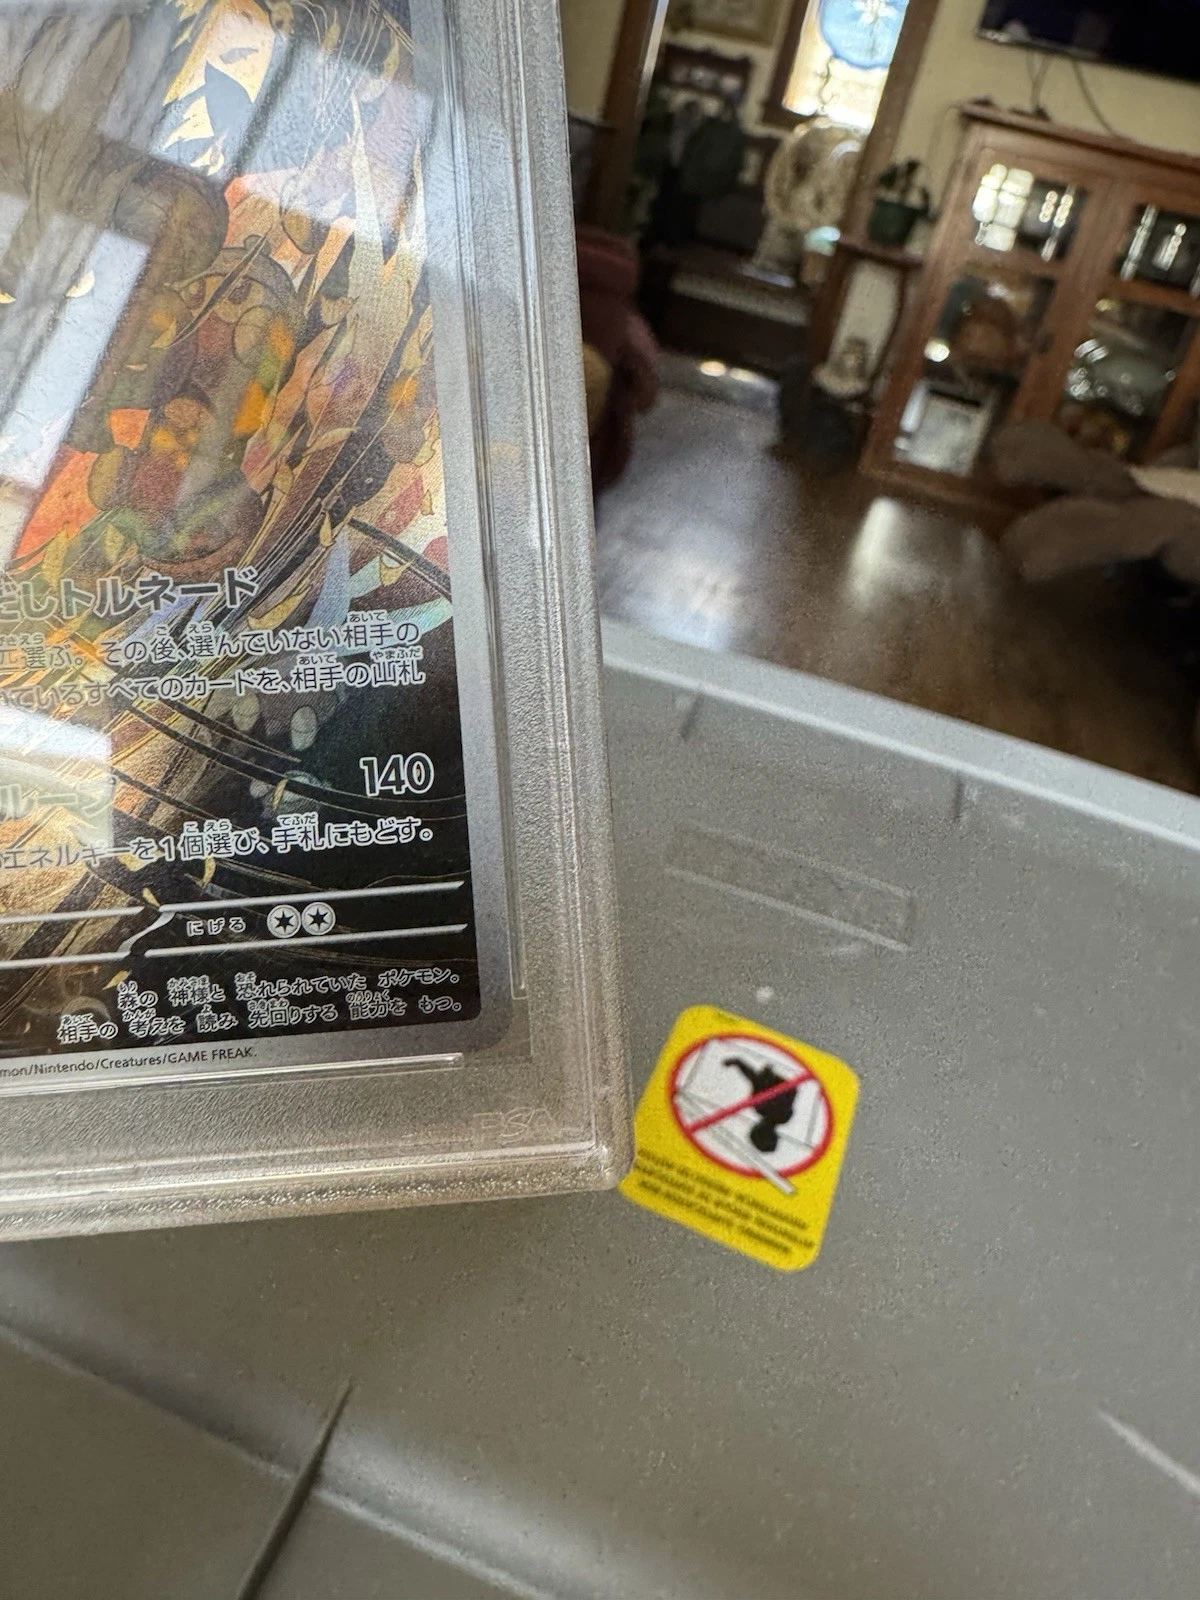 だしトルネード
選ぶ。その後、選んでいない相手の
ているすべてのカードを、相手の山札
140
ルーン
エネルギーを1個選び、手札にもどす。
にげる
森の 神様と 恐れられていた ポケモン。
相手の 考えを 読み 先回りする 能力を もつ。
mon/Nintendo/Creatures/GAME FREAK.
PSA